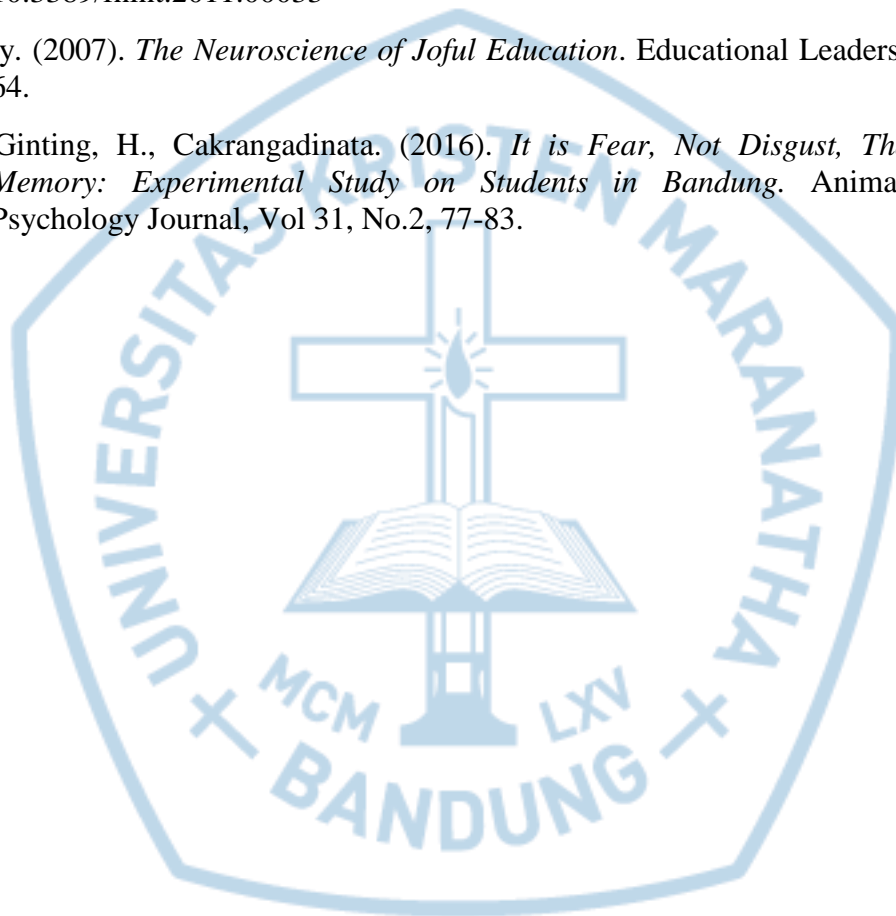 y. (2007). The Neuroscience of Joful Education. Educational Leaders
64.
Ginting, H., Cakrangadinata. (2016). It is Fear, Not Disgust, Th
Memory: Experimental Study on Students in Bandung. Anima
Psychology Journal, Vol 31, No.2, 77-83.
UNIVERSITAS KRISTEN MARANATHA
MCM LXV
BANDUNG